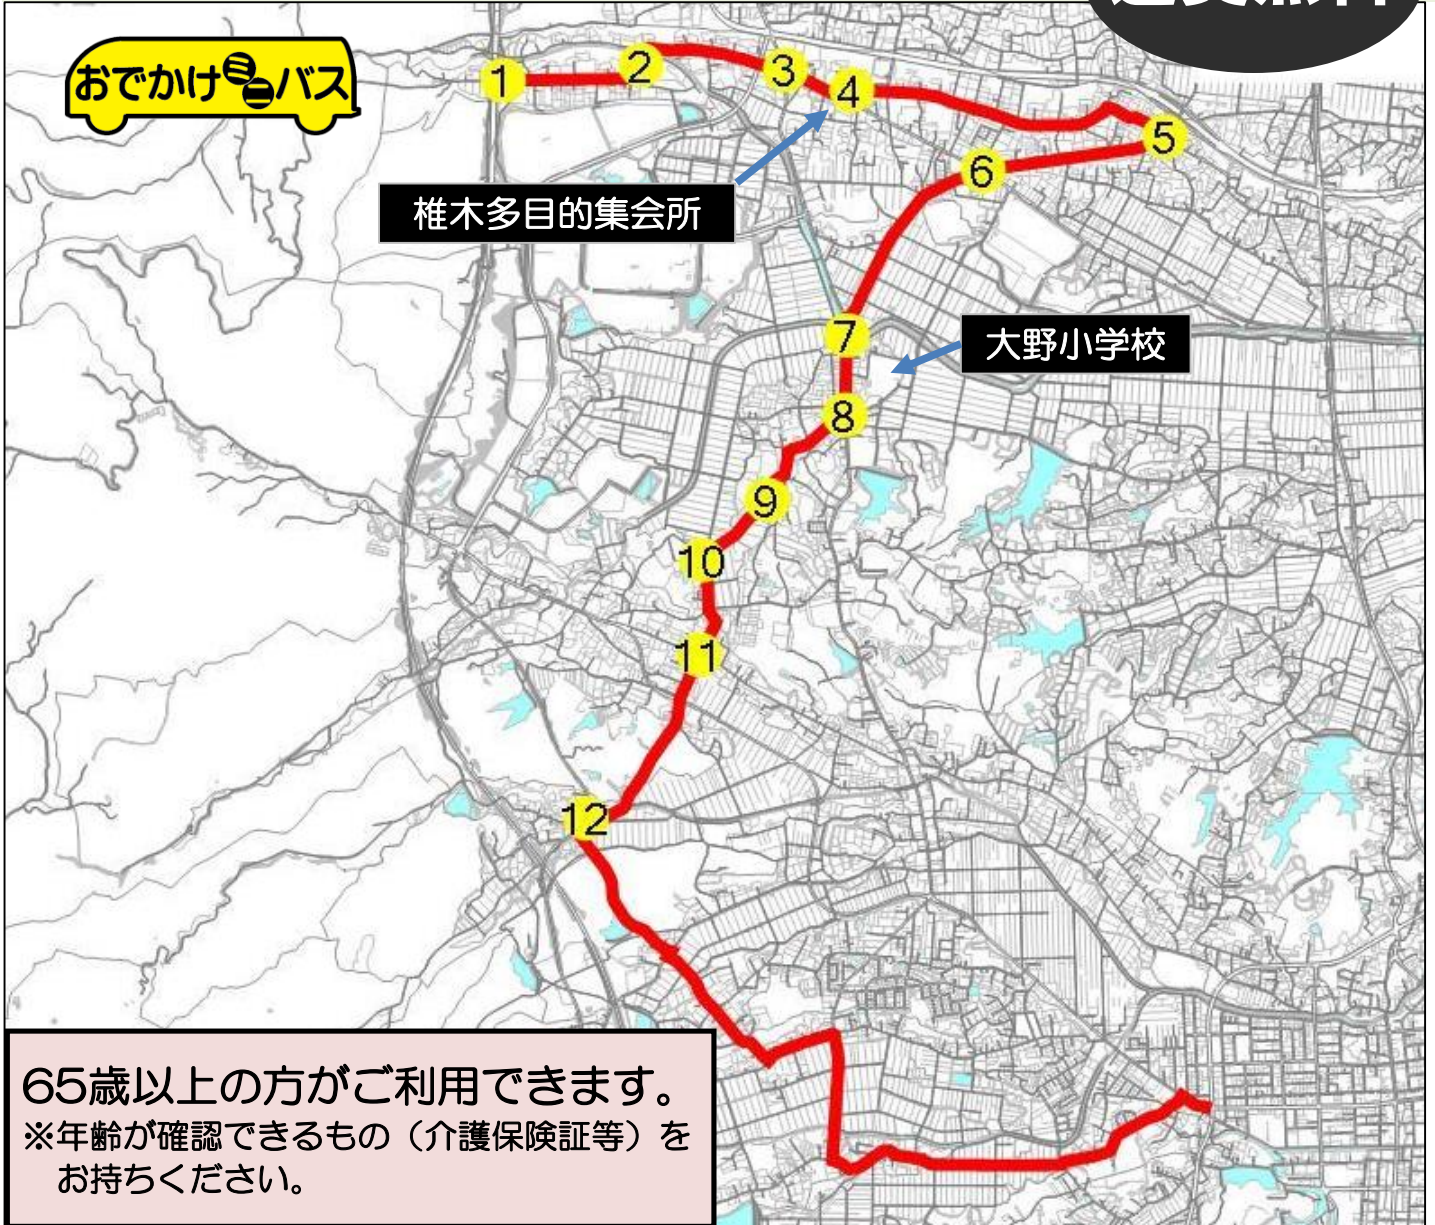 おでかけミニバス
1
2
3
4
5
6
椎木多目的集会所
7
大野小学校
8
9
10
11
12
65歳以上の方がご利用できます。
※年齢が確認できるもの（介護保険証等）を
お持ちください。